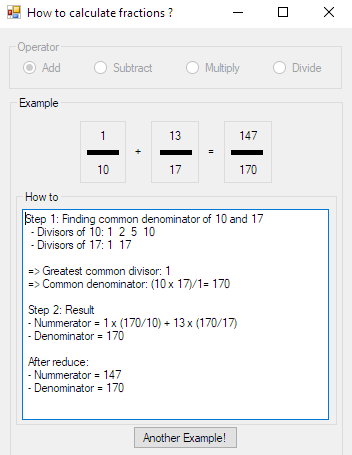 How to calculate fractions ?
Operator
Add Subtract Multiply Divide
Example
1 13 147
+ =
10 17 170
How to
Step 1: Finding common denominator of 10 and 17
- Divisors of 10: 1 2 5 10
- Divisors of 17: 1 17
=> Greatest common divisor: 1
=> Common denominator: (10 x 17)/1= 170
Step 2: Result
- Nummerator = 1 x (170/10) + 13 x (170/17)
- Denominator = 170
After reduce:
- Nummerator = 147
- Denominator = 170
Another Example!